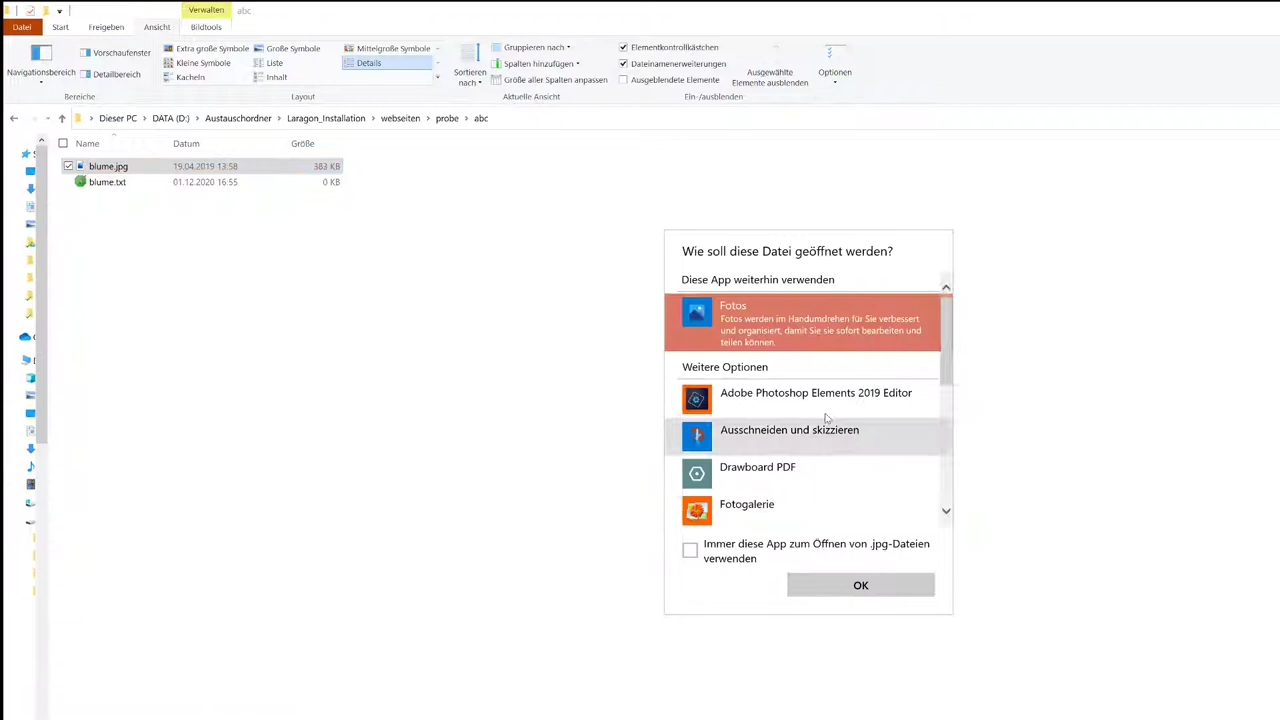 Verwalten abc
Datei Start Freigeben Ansicht Bildtools
Navigationsbereich
Vorschaufenster
Detailbereich
Bereiche
Extra große Symbole Große Symbole Mittelgroße Symbole
Kleine Symbole Liste Details
Kacheln Inhalt
Layout
Sortieren
nach
Gruppieren nach
Spalten hinzufügen
Größe aller Spalten anpassen
Aktuelle Ansicht
Elementkontrollkästchen
Dateinamenerweiterungen
Ausgeblendete Elemente
Ausgewählte
Elemente ausblenden
Ein-/ausblenden
Optionen
Dieser PC > DATA (D:) > Austauschordner > Laragon_Installation > webseiten > probe > abc
Name Datum Größe
blume.jpg 19.04.2019 13:58 383 KB
blume.txt 01.12.2020 16:55 0 KB
Wie soll diese Datei geöffnet werden?
Diese App weiterhin verwenden
Fotos
Fotos werden im Handumdrehen für Sie verbessert
und organisiert, damit Sie sie sofort bearbeiten und
teilen können.
Weitere Optionen
Adobe Photoshop Elements 2019 Editor
Ausschneiden und skizzieren
Drawboard PDF
Fotogalerie
Immer diese App zum Öffnen von .jpg-Dateien
verwenden
OK